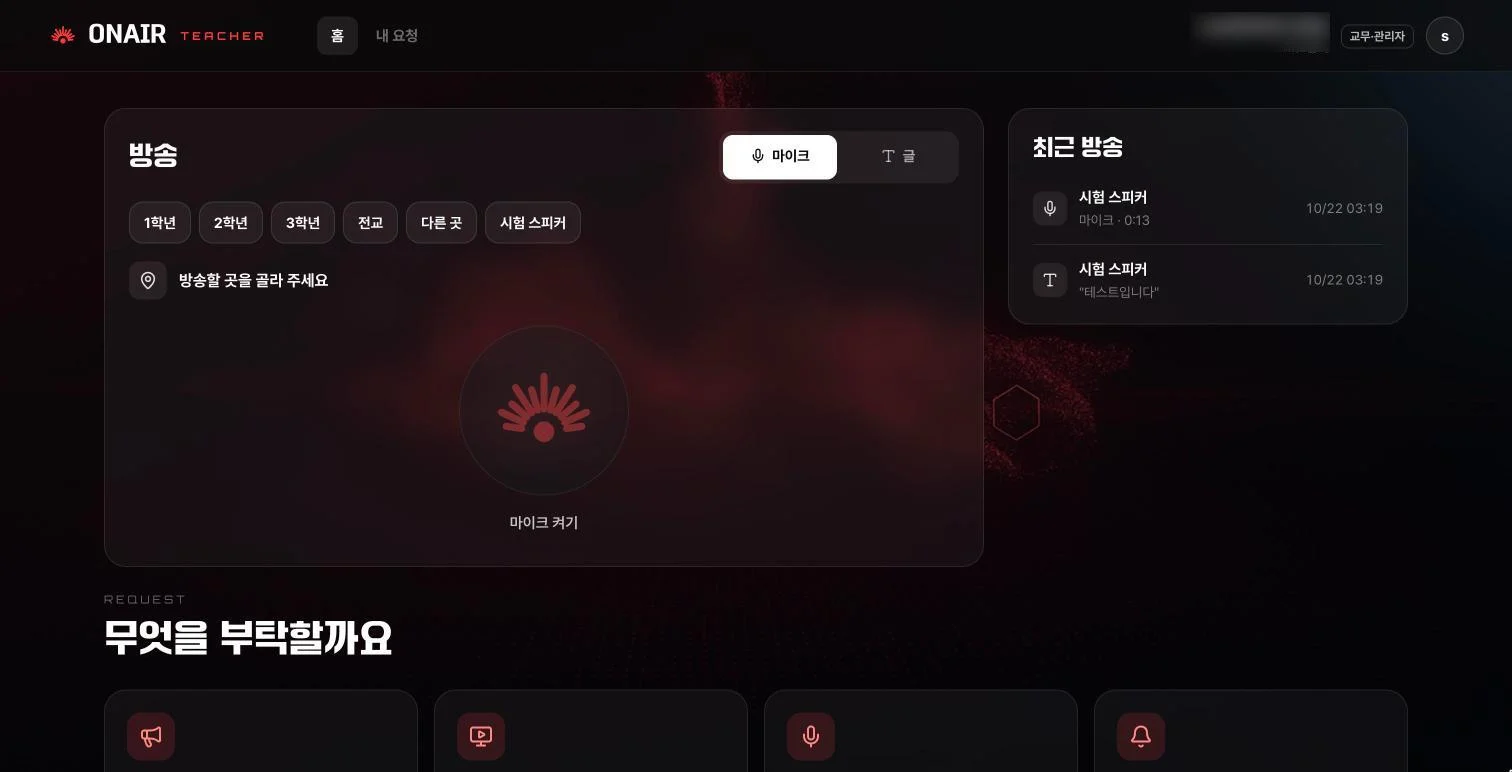 ONAIR TEACHER 홈 내 요청 교무·관리자 s
방송 마이크 글
1학년 2학년 3학년 전교 다른 곳 시험 스피커
방송할 곳을 골라 주세요
마이크 켜기
최근 방송
시험 스피커 10/22 03:19
마이크 · 0:13
시험 스피커 10/22 03:19
"테스트입니다"
REQUEST
무엇을 부탁할까요